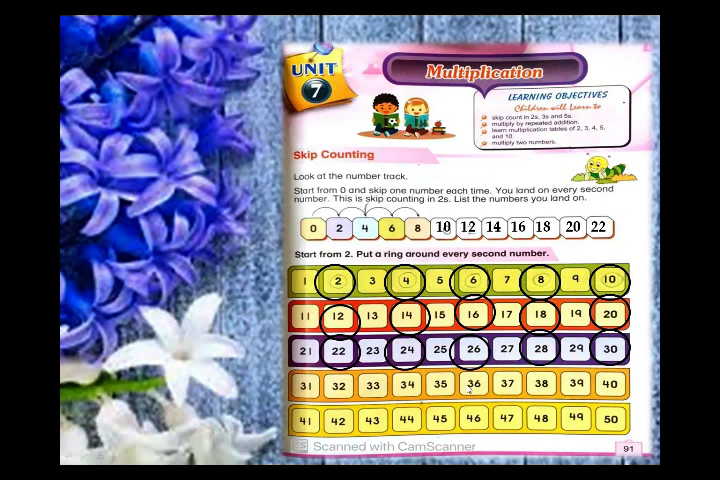 UNIT
7
Multiplication
LEARNING OBJECTIVES
Children will Learn to
skip count in 2s, 3s and 5s.
multiply by repeated addition.
learn multiplication tables of 2, 3, 4, 5,
and 10.
multiply two numbers.
Skip Counting
Look at the number track.
Start from 0 and skip one number each time. You land on every second
number. This is skip counting in 2s. List the numbers you land on.
0 2 4 6 8 10 12 14 16 18 20 22
Start from 2. Put a ring around every second number.
1 2 3 4 5 6 7 8 9 10
11 12 13 14 15 16 17 18 19 20
21 22 23 24 25 26 27 28 29 30
31 32 33 34 35 36 37 38 39 40
41 42 43 44 45 46 47 48 49 50
CS Scanned with CamScanner
91